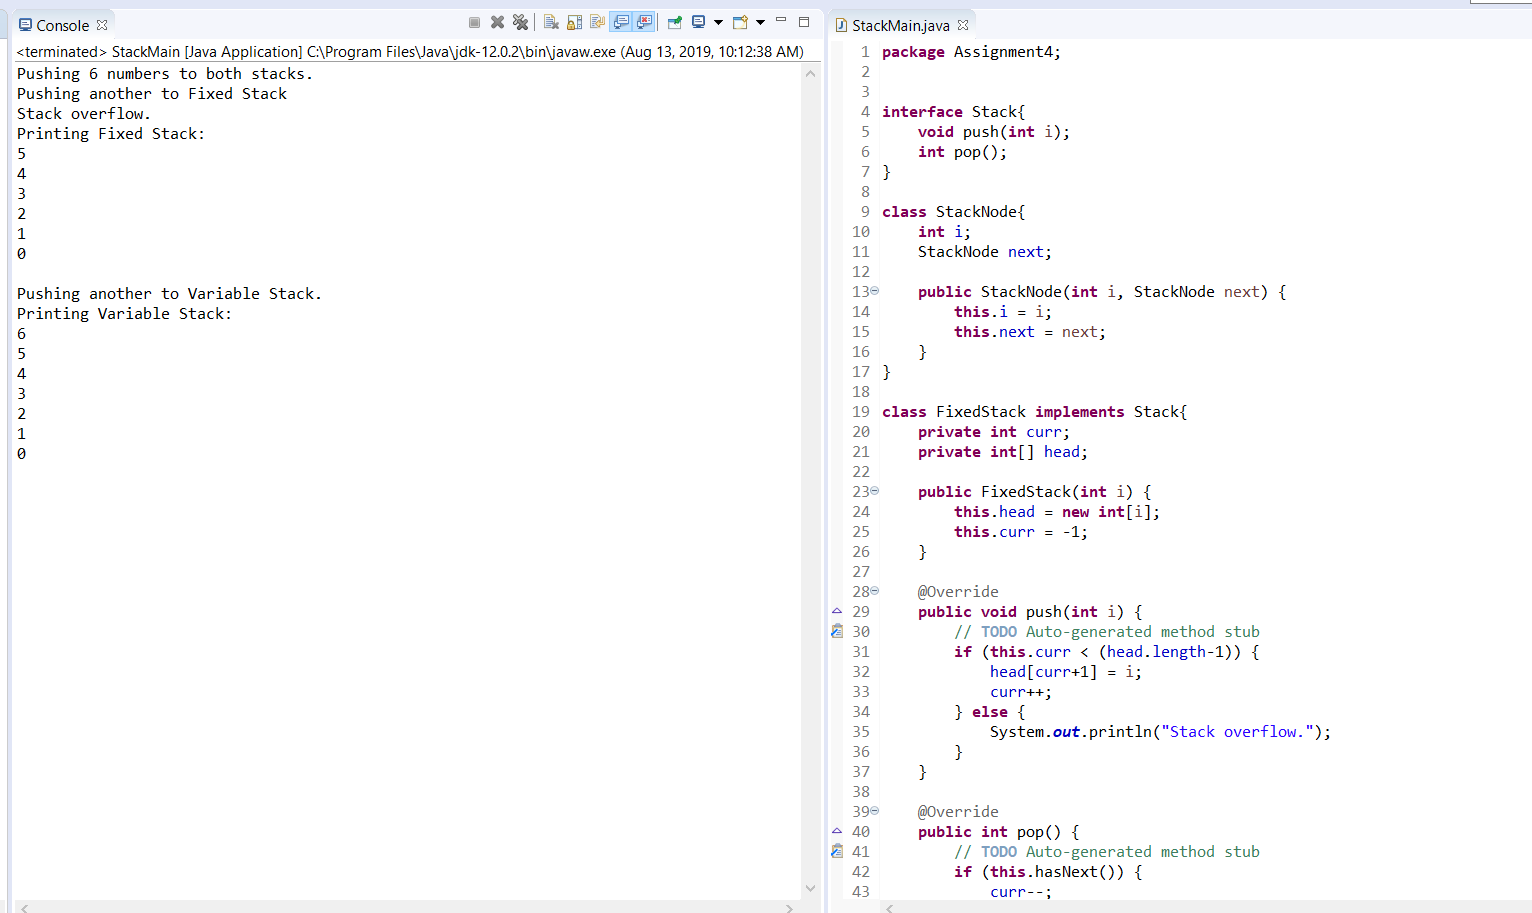 Console
<terminated> StackMain [Java Application] C:\Program Files\Java\jdk-12.0.2\bin\javaw.exe (Aug 13, 2019, 10:12:38 AM)
Pushing 6 numbers to both stacks.
Pushing another to Fixed Stack
Stack overflow.
Printing Fixed Stack:
5
4
3
2
1
0

Pushing another to Variable Stack.
Printing Variable Stack:
6
5
4
3
2
1
0
StackMain.java
1 package Assignment4;
2
3
4 interface Stack{
5     void push(int i);
6     int pop();
7 }
8
9 class StackNode{
10     int i;
11     StackNode next;
12
13     public StackNode(int i, StackNode next) {
14         this.i = i;
15         this.next = next;
16     }
17 }
18
19 class FixedStack implements Stack{
20     private int curr;
21     private int[] head;
22
23     public FixedStack(int i) {
24         this.head = new int[i];
25         this.curr = -1;
26     }
27
28     @Override
29     public void push(int i) {
30         // TODO Auto-generated method stub
31         if (this.curr < (head.length-1)) {
32             head[curr+1] = i;
33             curr++;
34         } else {
35             System.out.println("Stack overflow.");
36         }
37     }
38
39     @Override
40     public int pop() {
41         // TODO Auto-generated method stub
42         if (this.hasNext()) {
43             curr--;